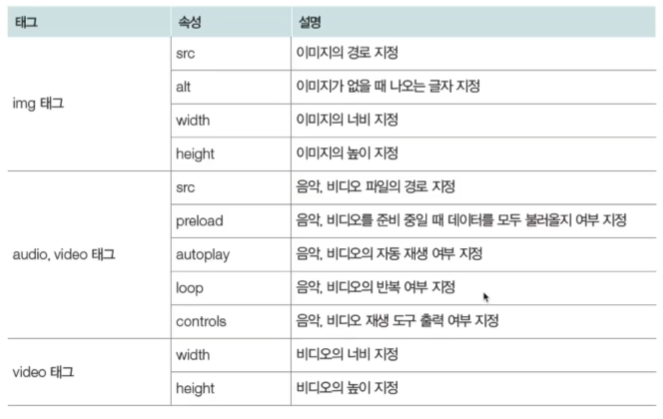 태그 속성 설명
img 태그
src 이미지의 경로 지정
alt 이미지가 없을 때 나오는 글자 지정
width 이미지의 너비 지정
height 이미지의 높이 지정
audio, video 태그
src 음악, 비디오 파일의 경로 지정
preload 음악, 비디오를 준비 중일 때 데이터를 모두 불러올지 여부 지정
autoplay 음악, 비디오의 자동 재생 여부 지정
loop 음악, 비디오의 반복 여부 지정
controls 음악, 비디오 재생 도구 출력 여부 지정
video 태그
width 비디오의 너비 지정
height 비디오의 높이 지정